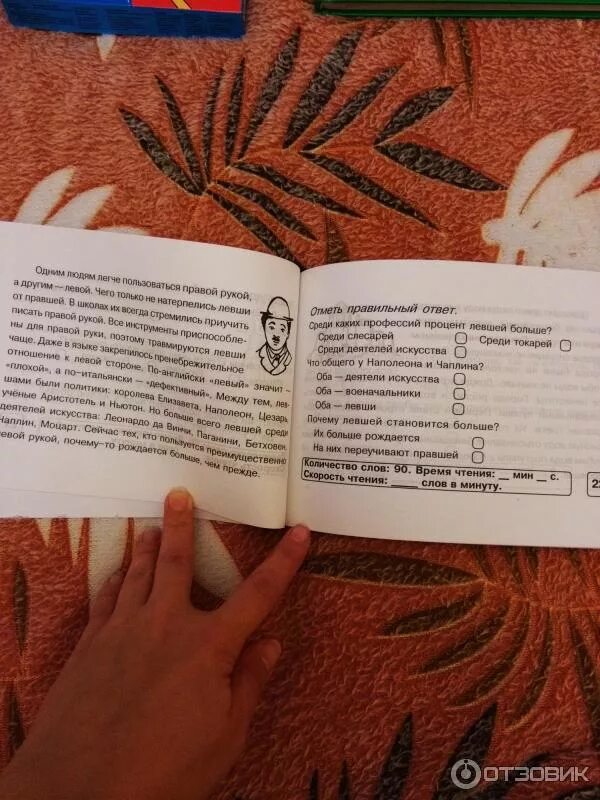 Одним людям легче пользоваться правой рукой,
а другим — левой. Чего только не натерпелись левши
от правшей. В школах их всегда стремились приучить
писать правой рукой. Все инструменты приспособле-
ны для правой руки, поэтому травмируются левши
чаще. Даже в языке закрепилось пренебрежительное
отношение к левой стороне. По-английски «левый» значит –
«плохой», а по-итальянски – «дефективный». Между тем, лев-
шами были политики: королева Елизавета, Наполеон, Цезарь
учёные Аристотель и Ньютон. Но больше всего левшей среди
деятелей искусства: Леонардо да Винчи, Паганини, Бетховен,
Чаплин, Моцарт. Сейчас тех, кто пользуется преимущественно
левой рукой, почему-то рождается больше, чем прежде.
Отметь правильный ответ.
Среди каких профессий процент левшей больше?
Среди слесарей Среди токарей
Среди деятелей искусства
Что общего у Наполеона и Чаплина?
Оба — деятели искусства
Оба — военачальники
Оба — левши
Почему левшей становится больше?
Их больше рождается
На них переучивают правшей
Количество слов: 90. Время чтения: __ мин __ с.
Скорость чтения: ____ слов в минуту.
ОТЗОВИК